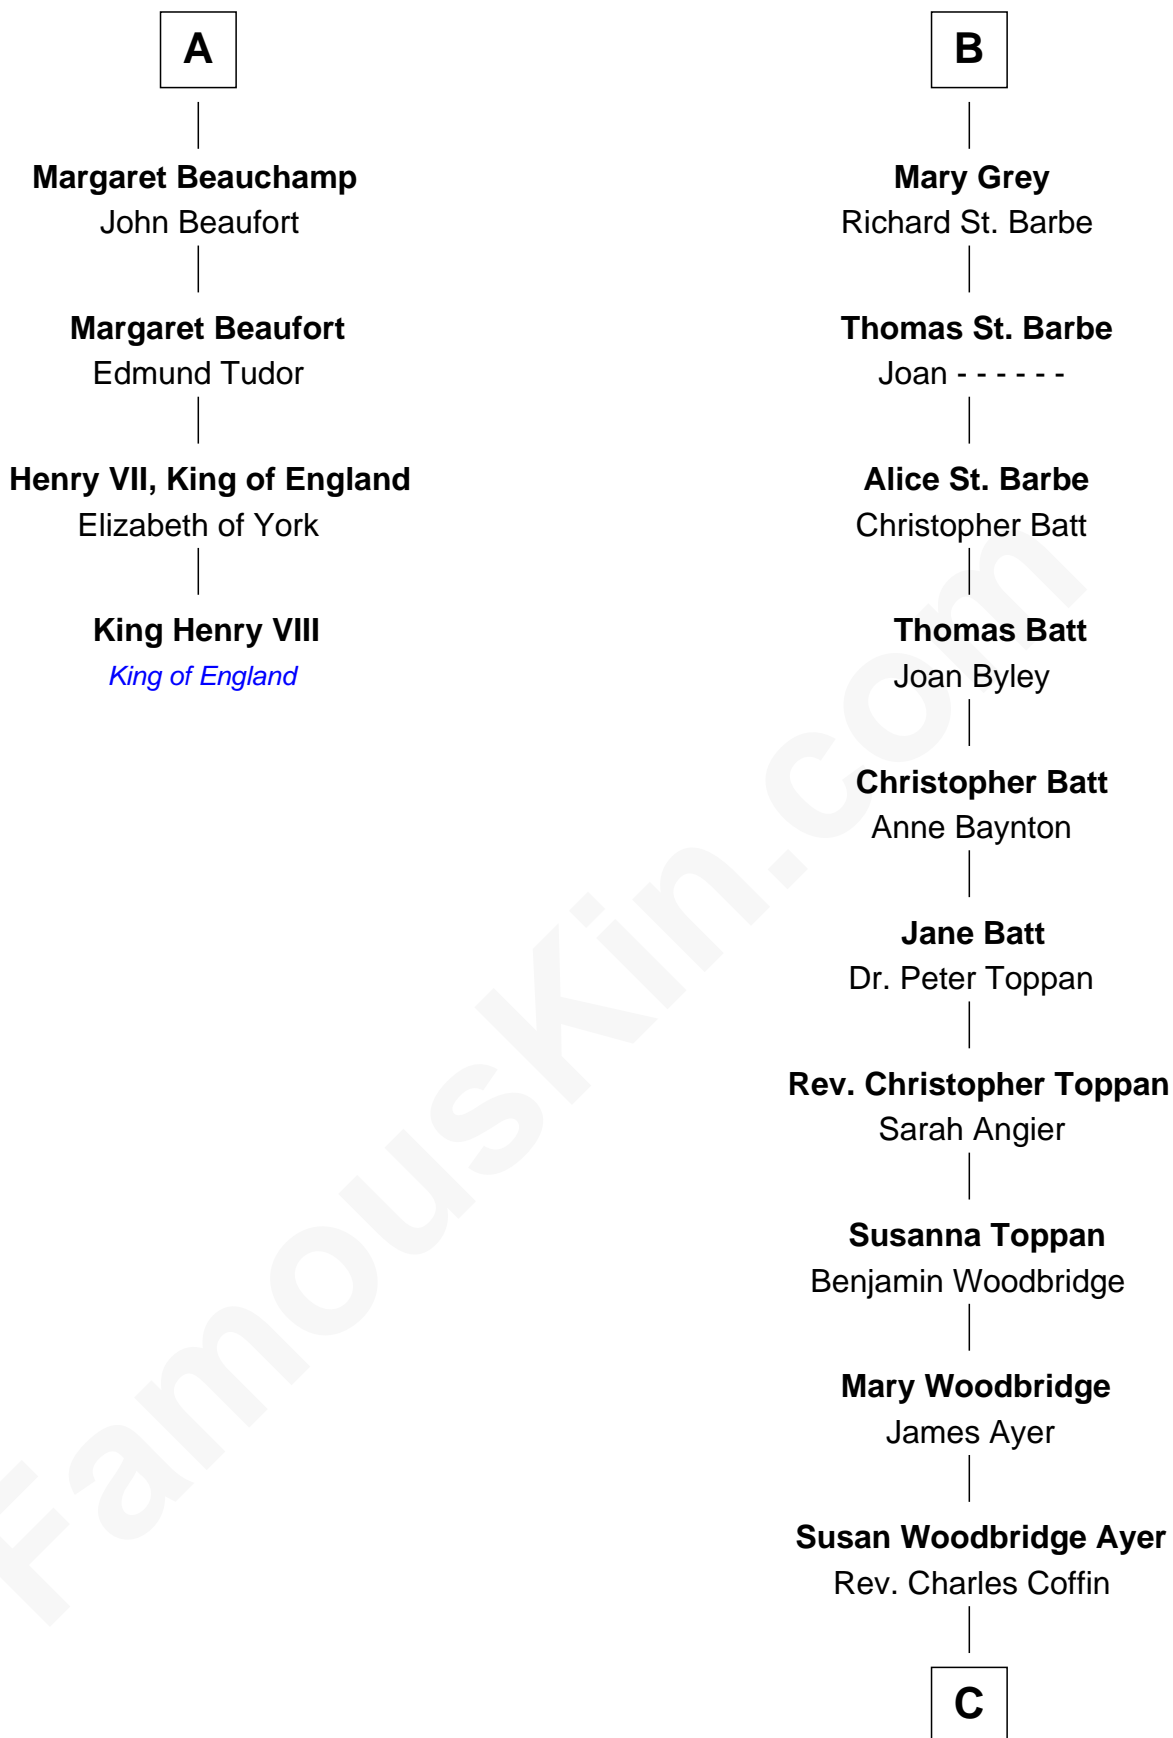 A
Margaret Beauchamp
John Beaufort
Margaret Beaufort
Edmund Tudor
Henry VII, King of England
Elizabeth of York
King Henry VIII
King of England
B
Mary Grey
Richard St. Barbe
Thomas St. Barbe
Joan - - - - - -
Alice St. Barbe
Christopher Batt
Thomas Batt
Joan Byley
Christopher Batt
Anne Baynton
Jane Batt
Dr. Peter Toppan
Rev. Christopher Toppan
Sarah Angier
Susanna Toppan
Benjamin Woodbridge
Mary Woodbridge
James Ayer
Susan Woodbridge Ayer
Rev. Charles Coffin
C
FamousKin.com